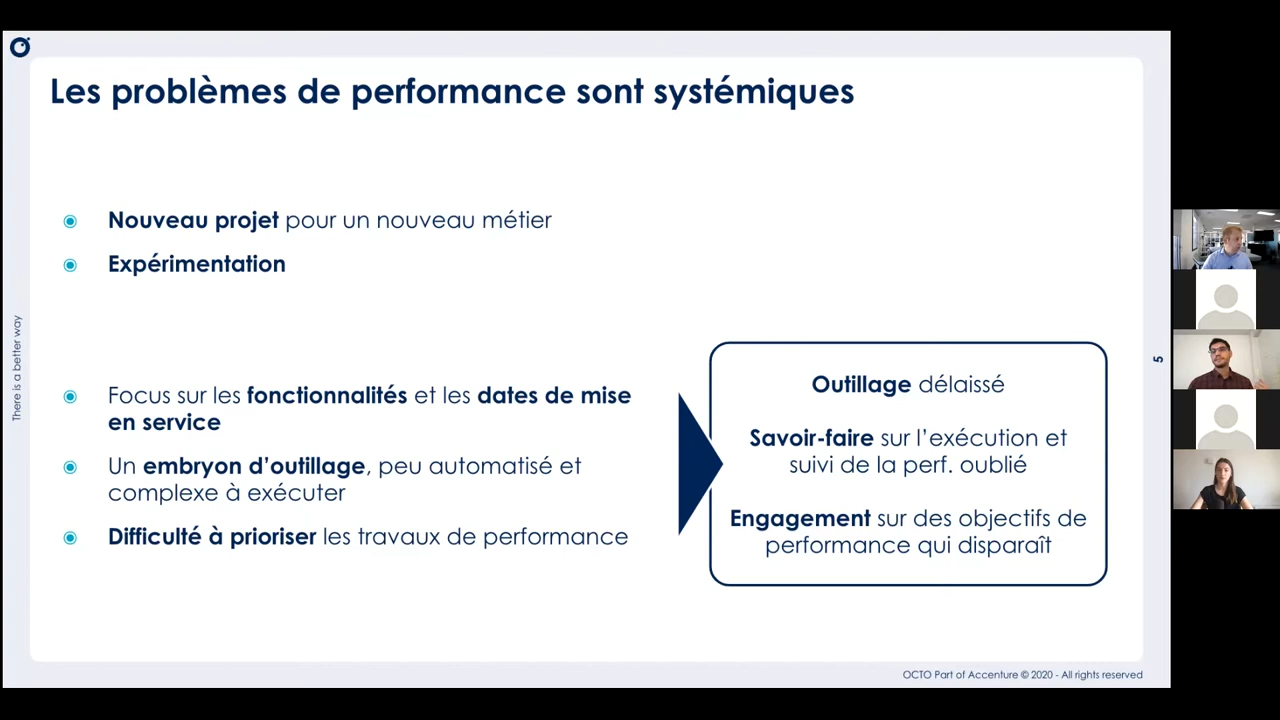 Les problèmes de performance sont systémiques
Nouveau projet pour un nouveau métier
Expérimentation
Focus sur les fonctionnalités et les dates de mise
en service
Un embryon d'outillage, peu automatisé et
complexe à exécuter
Difficulté à prioriser les travaux de performance
Outillage délaissé
Savoir-faire sur l'exécution et
suivi de la perf. oublié
Engagement sur des objectifs de
performance qui disparaît
There is a better way
5
OCTO Part of Accenture © 2020 - All rights reserved